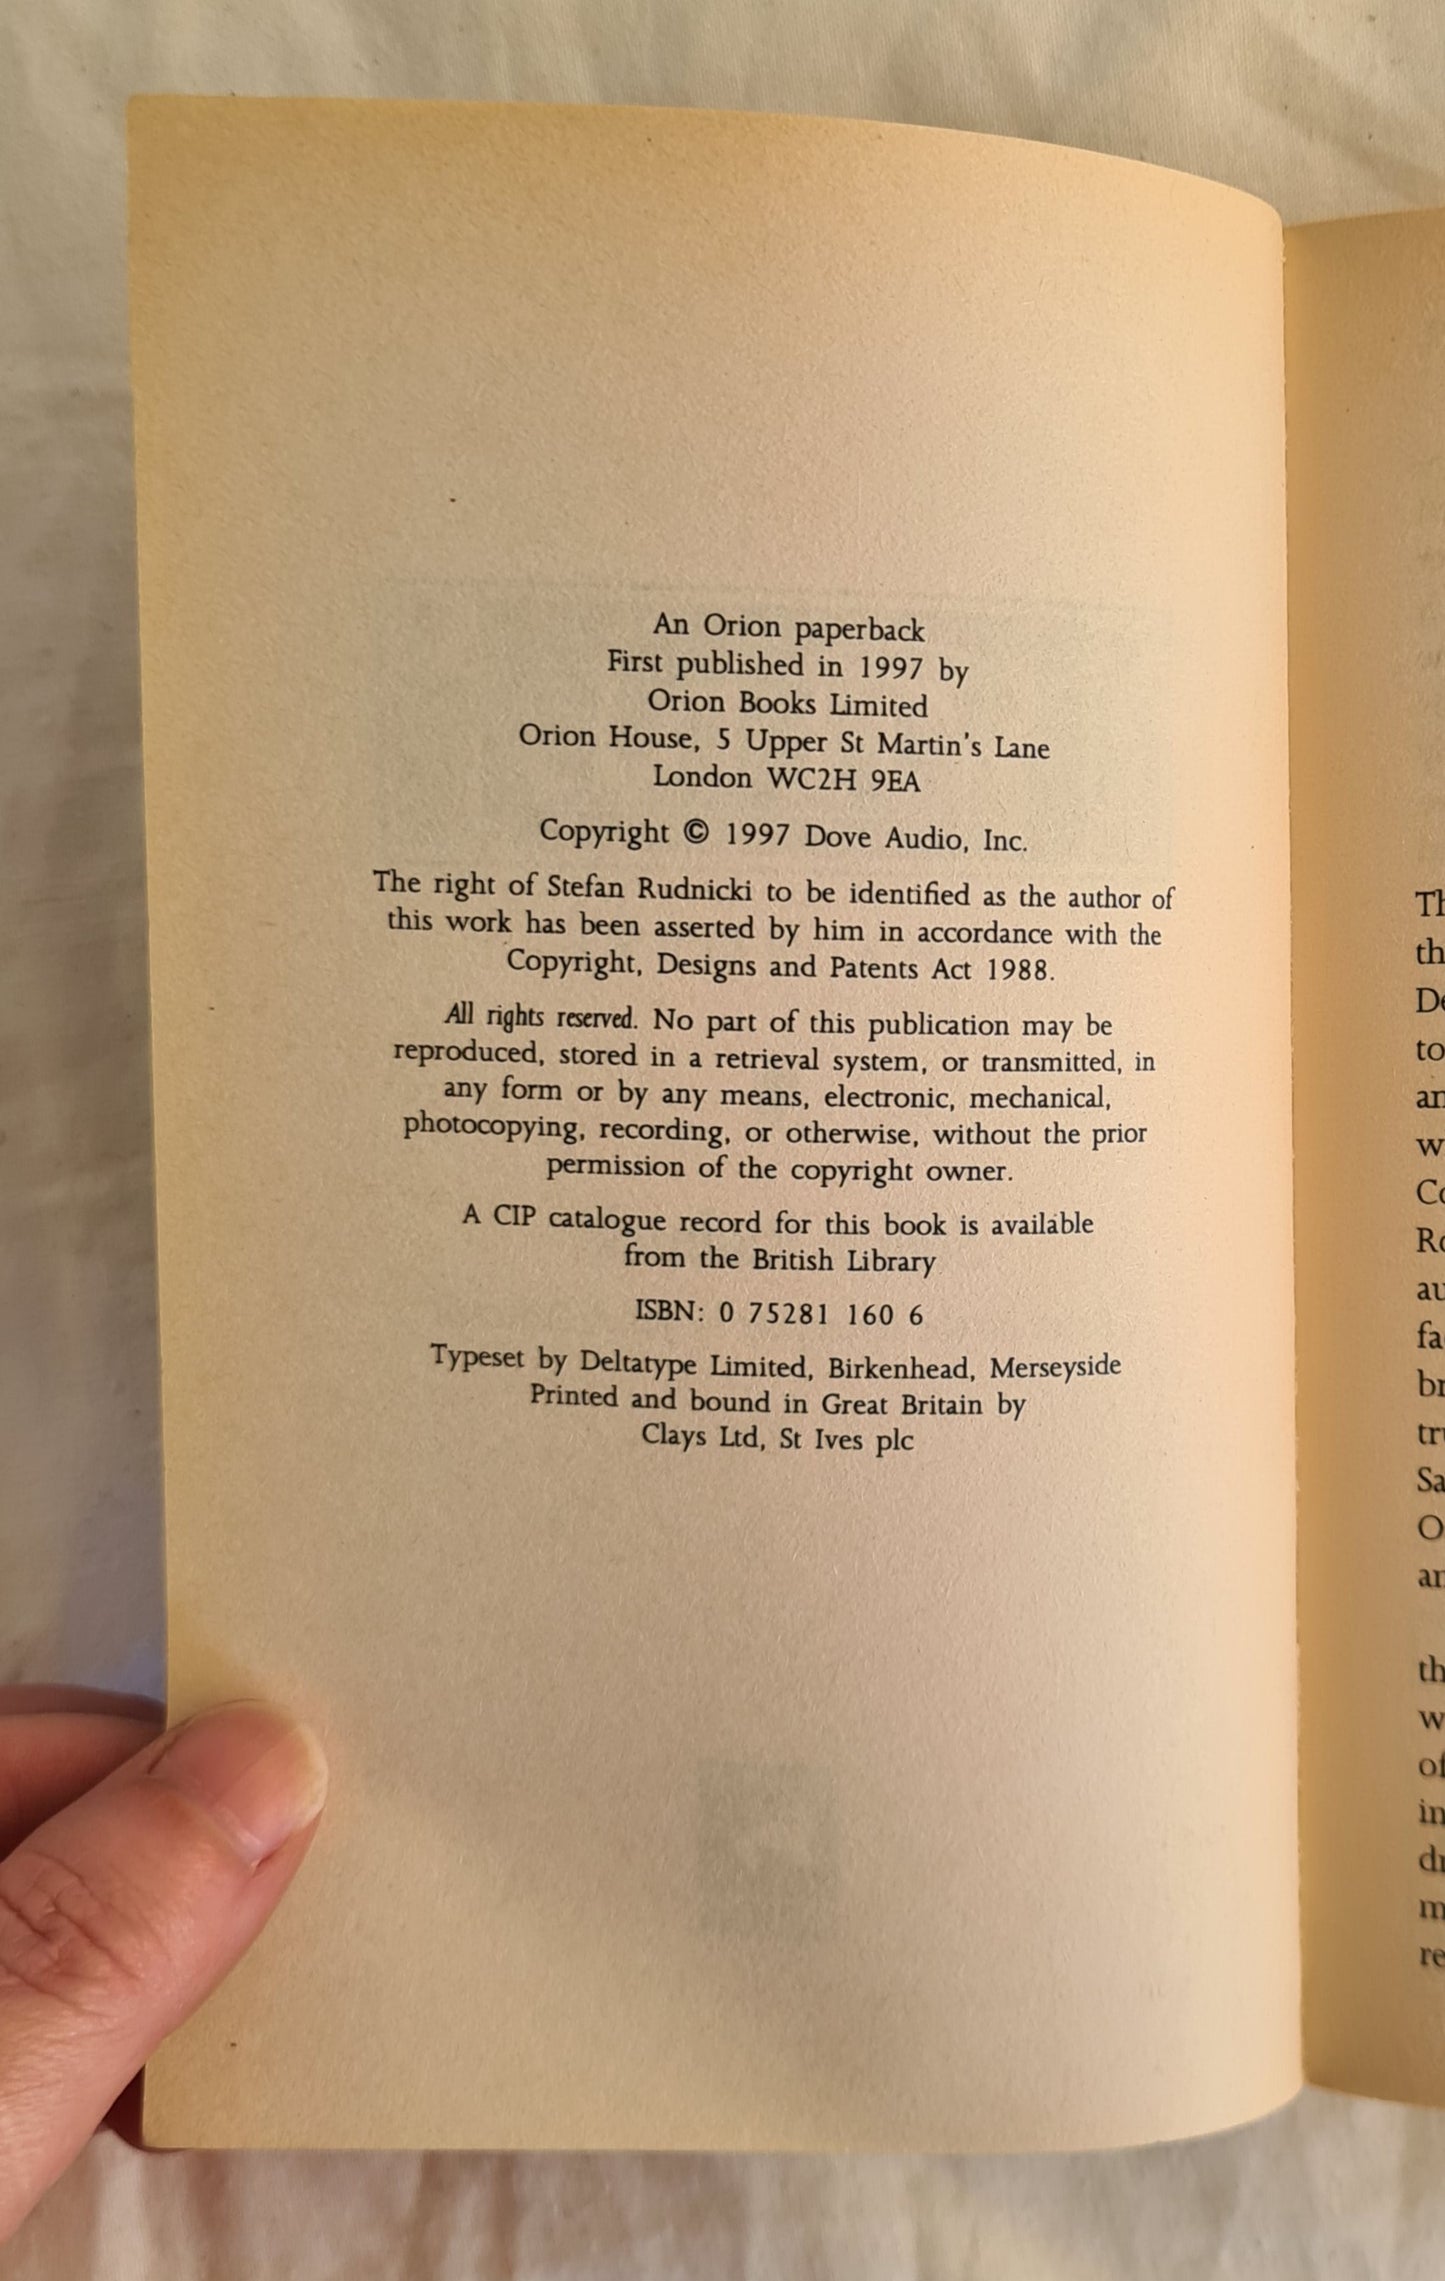 An Orion paperback
First published in 1997 by
Orion Books Limited
Orion House, 5 Upper St Martin's Lane
London WC2H 9EA
Copyright © 1997 Dove Audio, Inc.
The right of Stefan Rudnicki to be identified as the author of
this work has been asserted by him in accordance with the
Copyright, Designs and Patents Act 1988.
All rights reserved. No part of this publication may be
reproduced, stored in a retrieval system, or transmitted, in
any form or by any means, electronic, mechanical,
photocopying, recording, or otherwise, without the prior
permission of the copyright owner.
A CIP catalogue record for this book is available
from the British Library
ISBN: 0 75281 160 6
Typeset by Deltatype Limited, Birkenhead, Merseyside
Printed and bound in Great Britain by
Clays Ltd, St Ives plc